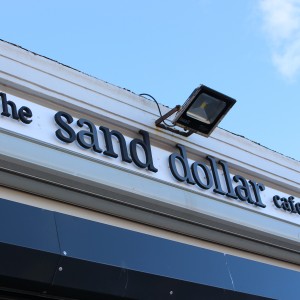 the sand dollar cafe